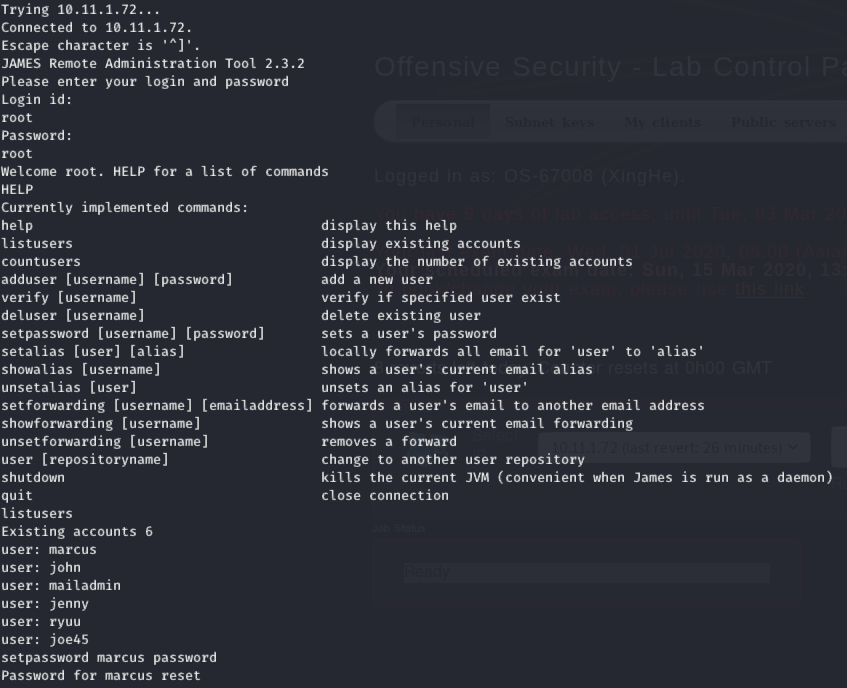 Trying 10.11.1.72...
Connected to 10.11.1.72.
Escape character is '^]'.
JAMES Remote Administration Tool 2.3.2
Please enter your login and password
Login id:
root
Password:
root
Welcome root. HELP for a list of commands
HELP
Currently implemented commands:
help display this help
listusers display existing accounts
countusers display the number of existing accounts
adduser [username] [password] add a new user
verify [username] verify if specified user exist
deluser [username] delete existing user
setpassword [username] [password] sets a user's password
setalias [user] [alias] locally forwards all email for 'user' to 'alias'
showalias [username] shows a user's current email alias
unsetalias [user] unsets an alias for 'user'
setforwarding [username] [emailaddress] forwards a user's email to another email address
showforwarding [username] shows a user's current email forwarding
unsetforwarding [username] removes a forward
user [repositoryname] change to another user repository
shutdown kills the current JVM (convenient when James is run as a daemon)
quit close connection
listusers
Existing accounts 6
user: marcus
user: john
user: mailadmin
user: jenny
user: ryuu
user: joe45
setpassword marcus password
Password for marcus reset
Offensive Security - Lab Control
Personal Subnet keys My clients Public servers
Logged in as: OS-67008 (XingHe).
days of lab access, until Tue, 03 Mar
scheduled exam date: Sun, 15 Mar 2020,
please use this link
resets at 0h00 GMT
10.11.1.72 (last revert: 26 minutes)
Job Status
Ready